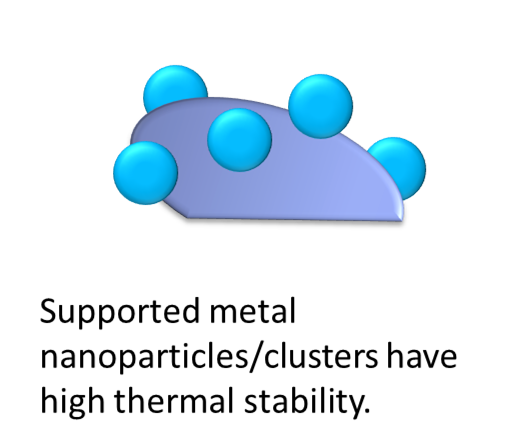 Supported metal
nanoparticles/clusters have
high thermal stability.